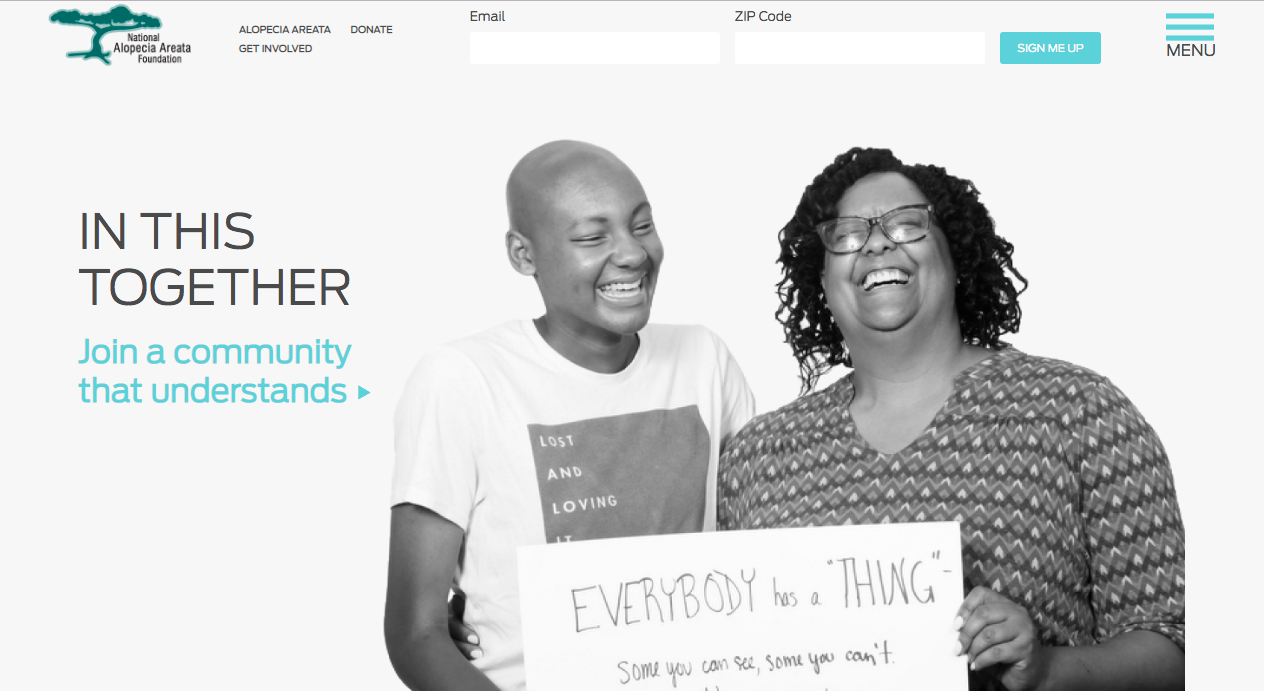 National
Alopecia Areata
Foundation
ALOPECIA AREATA DONATE
GET INVOLVED
Email
ZIP Code
SIGN ME UP
MENU
IN THIS
TOGETHER
Join a community
that understands
LOST
AND
LOVING
IT
EVERYBODY has a "THING"-
Some you can see, some you can't.